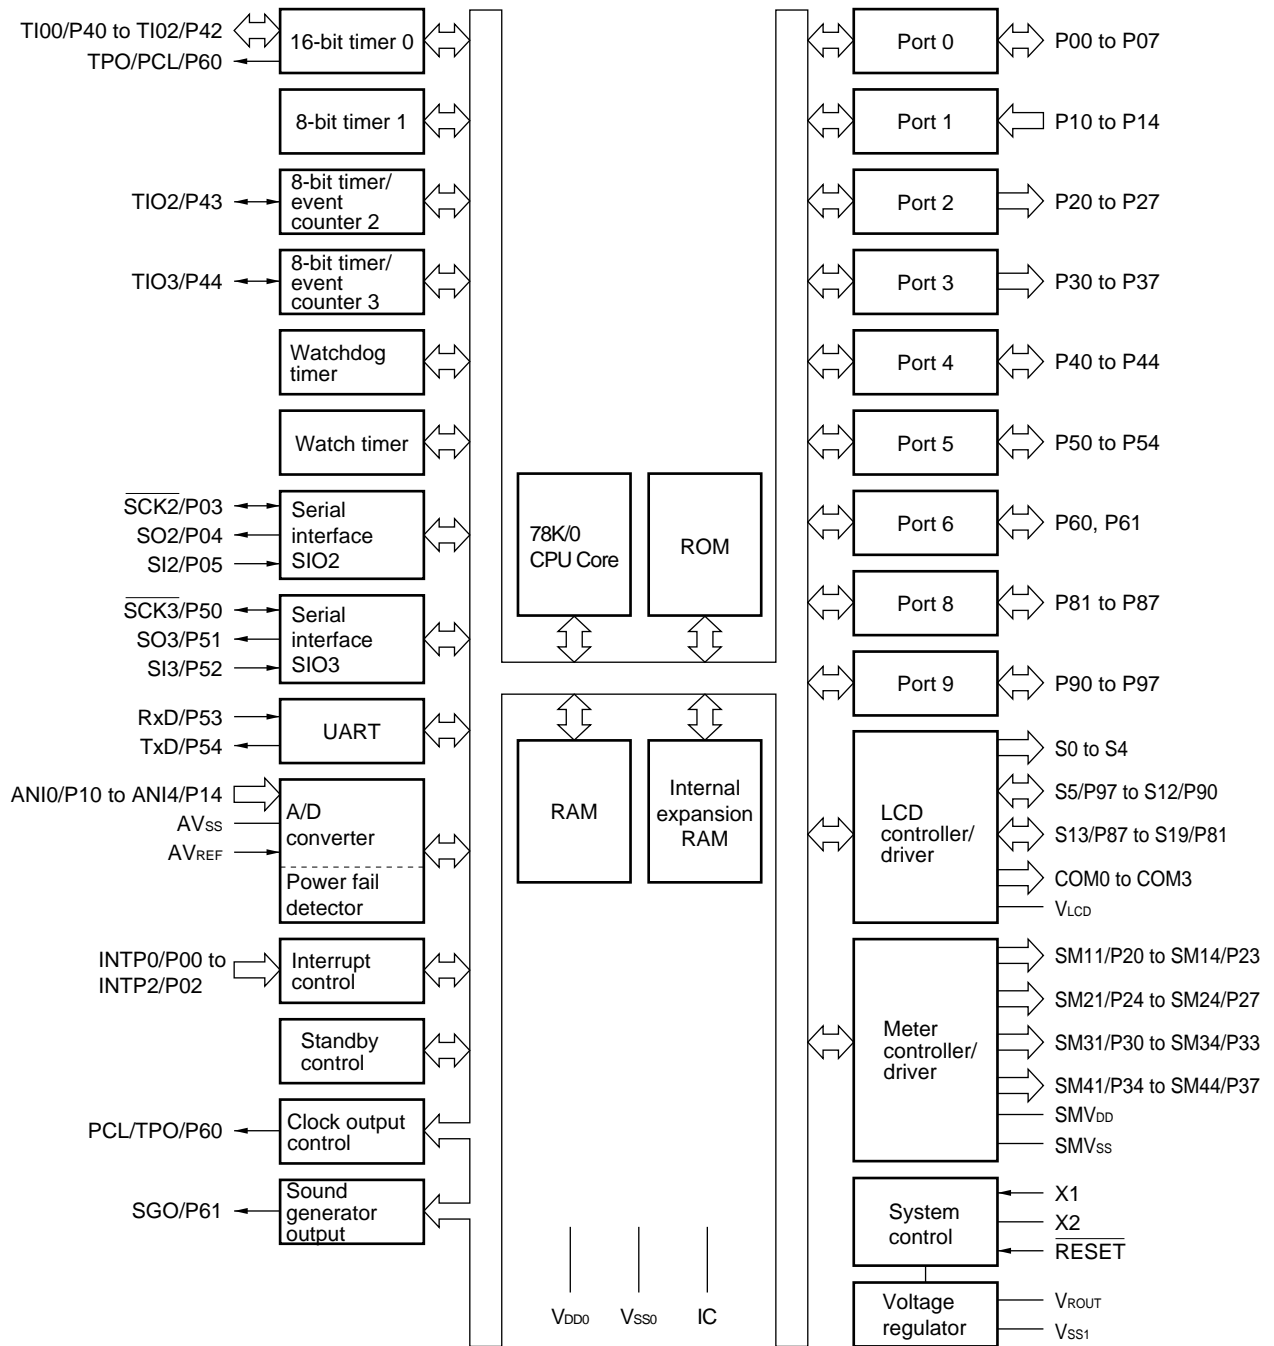 TI00/P40 to TI02/P42
TPO/PCL/P60
16-bit timer 0
8-bit timer 1
TIO2/P43
8-bit timer/
event
counter 2
TIO3/P44
8-bit timer/
event
counter 3
Watchdog
timer
Watch timer
SCK2/P03
SO2/P04
SI2/P05
Serial
interface
SIO2
SCK3/P50
SO3/P51
SI3/P52
Serial
interface
SIO3
RxD/P53
TxD/P54
UART
ANI0/P10 to ANI4/P14
AVSS
AVREF
A/D
converter
Power fail
detector
INTP0/P00 to
INTP2/P02
Interrupt
control
Standby
control
PCL/TPO/P60
Clock output
control
SGO/P61
Sound
generator
output
78K/0
CPU Core
ROM
RAM
Internal
expansion
RAM
VDD0
VSS0
IC
Port 0
P00 to P07
Port 1
P10 to P14
Port 2
P20 to P27
Port 3
P30 to P37
Port 4
P40 to P44
Port 5
P50 to P54
Port 6
P60, P61
Port 8
P81 to P87
Port 9
P90 to P97
LCD
controller/
driver
S0 to S4
S5/P97 to S12/P90
S13/P87 to S19/P81
COM0 to COM3
VLCD
Meter
controller/
driver
SM11/P20 to SM14/P23
SM21/P24 to SM24/P27
SM31/P30 to SM34/P33
SM41/P34 to SM44/P37
SMVDD
SMVSS
System
control
X1
X2
RESET
Voltage
regulator
VROUT
VSS1